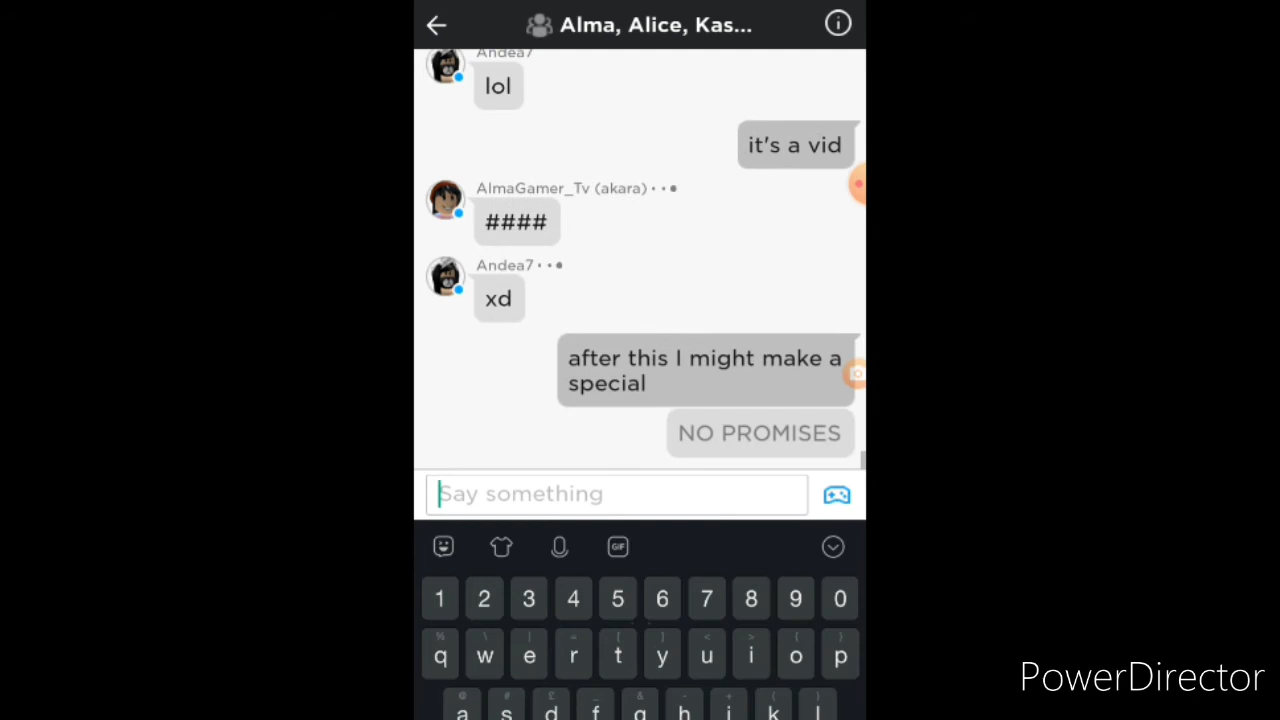 Alma, Alice, Kas...
Andea7
lol
it's a vid
AlmaGamer_Tv (akara)
####
Andea7
xd
after this I might make a
special
NO PROMISES
Say something
GIF
1 2 3 4 5 6 7 8 9 0
q w e r t y u i o p
a s d f g h j k l
PowerDirector